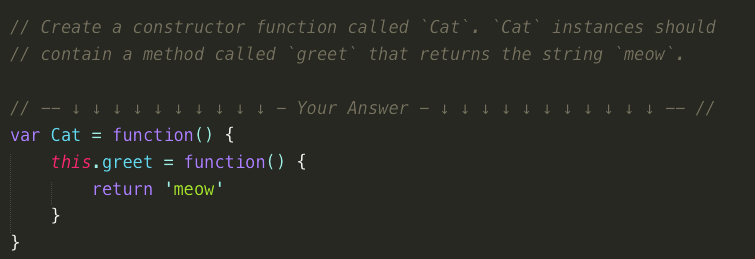 // Create a constructor function called `Cat`. `Cat` instances should
// contain a method called `greet` that returns the string `meow`.
// -- ↓ ↓ ↓ ↓ ↓ ↓ ↓ ↓ ↓ ↓ - Your Answer - ↓ ↓ ↓ ↓ ↓ ↓ ↓ ↓ ↓ ↓ ↓ -- //
var Cat = function() {
    this.greet = function() {
        return 'meow'
    }
}